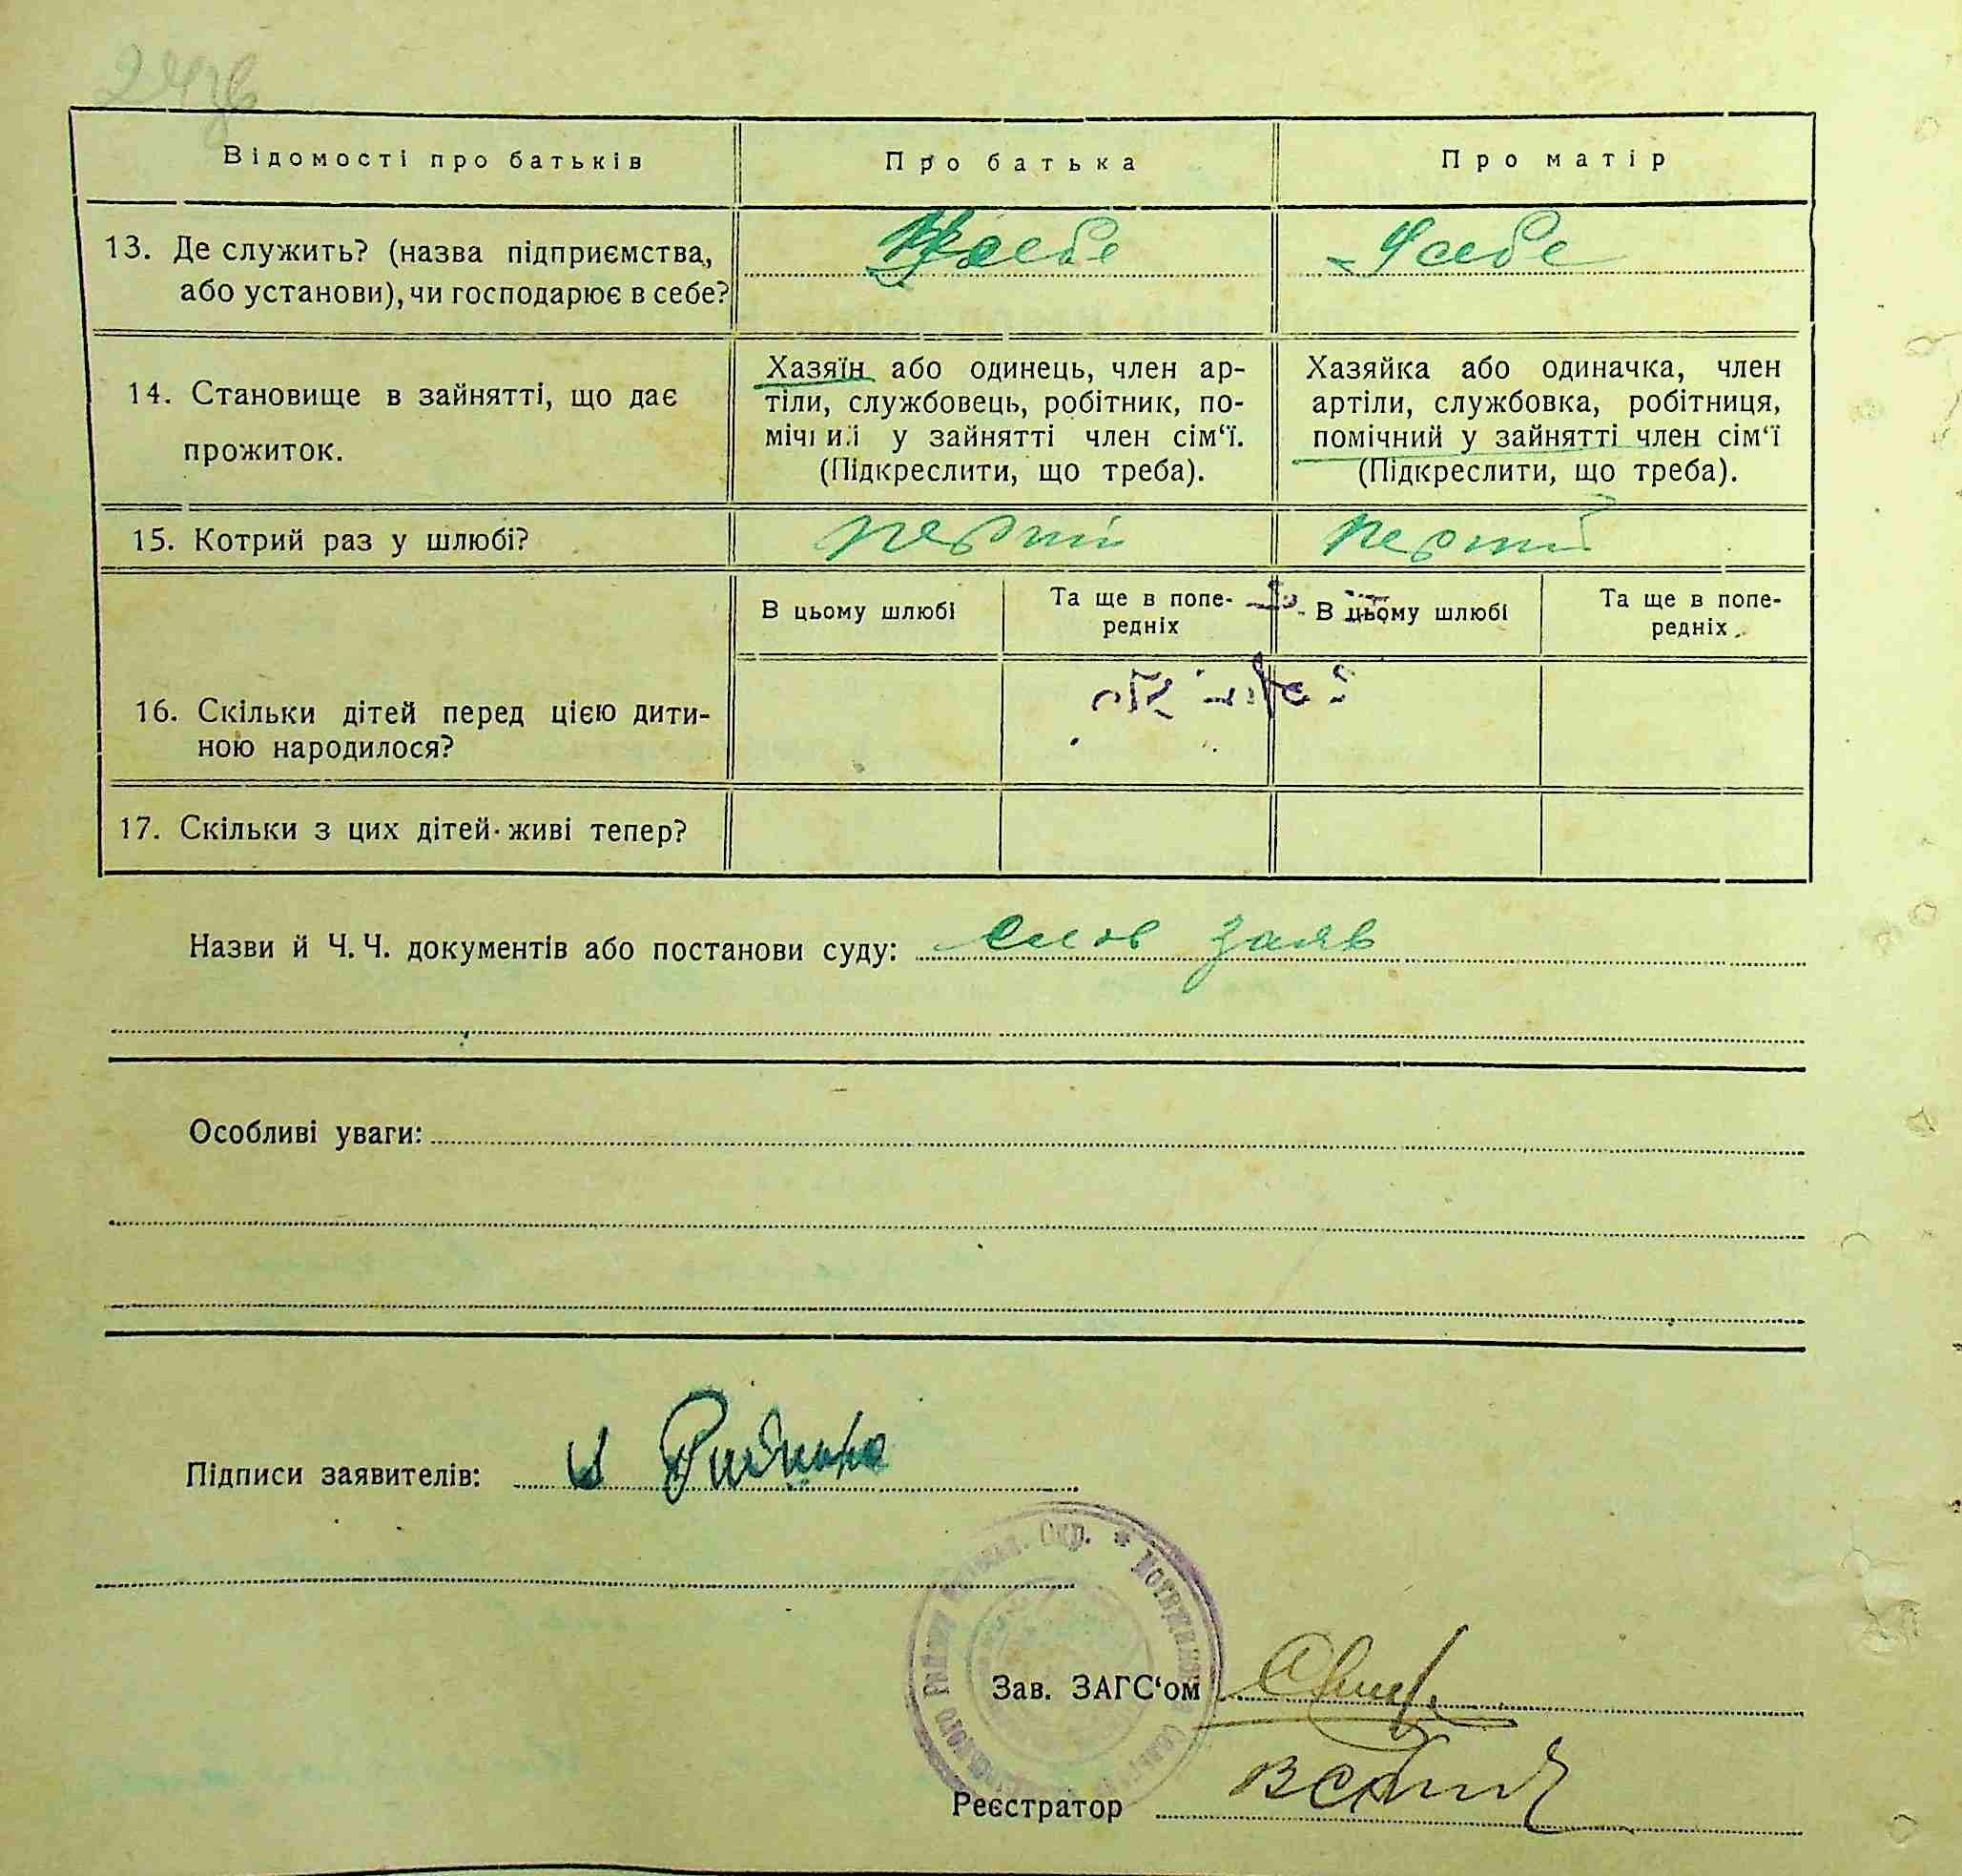 Відомості про батьків
Про батька
Про матір
13. Де служить? (назва підприємства,
або установи), чи господарює в себе?
Усебе
Усебе
14. Становище в зайнятті, що дає
прожиток.
Хазяїн або одинець, член ар-
тіли, службовець, робітник, по-
мічний у зайнятті член сім‘ї.
(Підкреслити, що треба).
Хазяйка або одиначка, член
артіли, службовка, робітниця,
помічний у зайнятті член сім‘ї
(Підкреслити, що треба).
15. Котрий раз у шлюбі?
перший
перший
В цьому шлюбі
Та ще в попе-
редніх
В цьому шлюбі
Та ще в попе-
редніх
16. Скільки дітей перед цією дити-
ною народилося?
17. Скільки з цих дітей живі тепер?
Назви й Ч. Ч. документів або постанови суду: слов заяв
Особливі уваги:
Підписи заявителів:
Окр. *
Зав. ЗАГС‘ом
Реєстратор